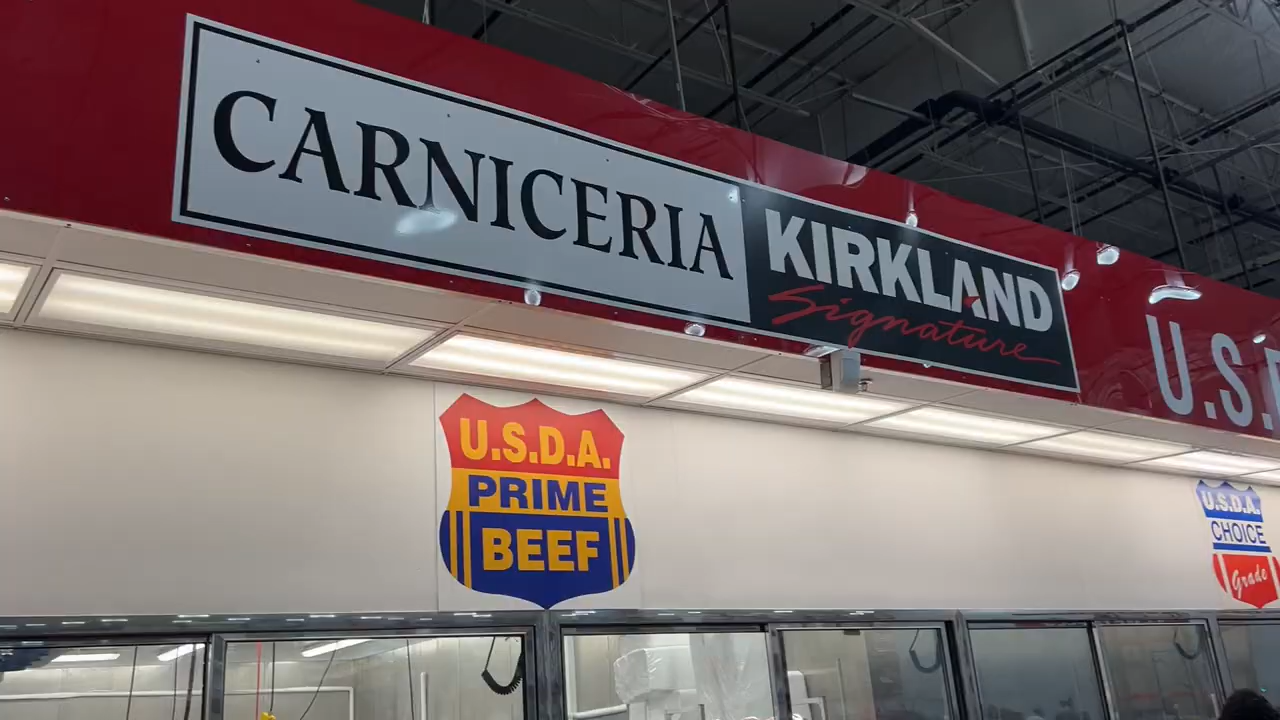 CARNICERIA
KIRKLAND
Signature
U.S.
U.S.D.A.
PRIME
BEEF
U.S.D.A.
CHOICE
Grade